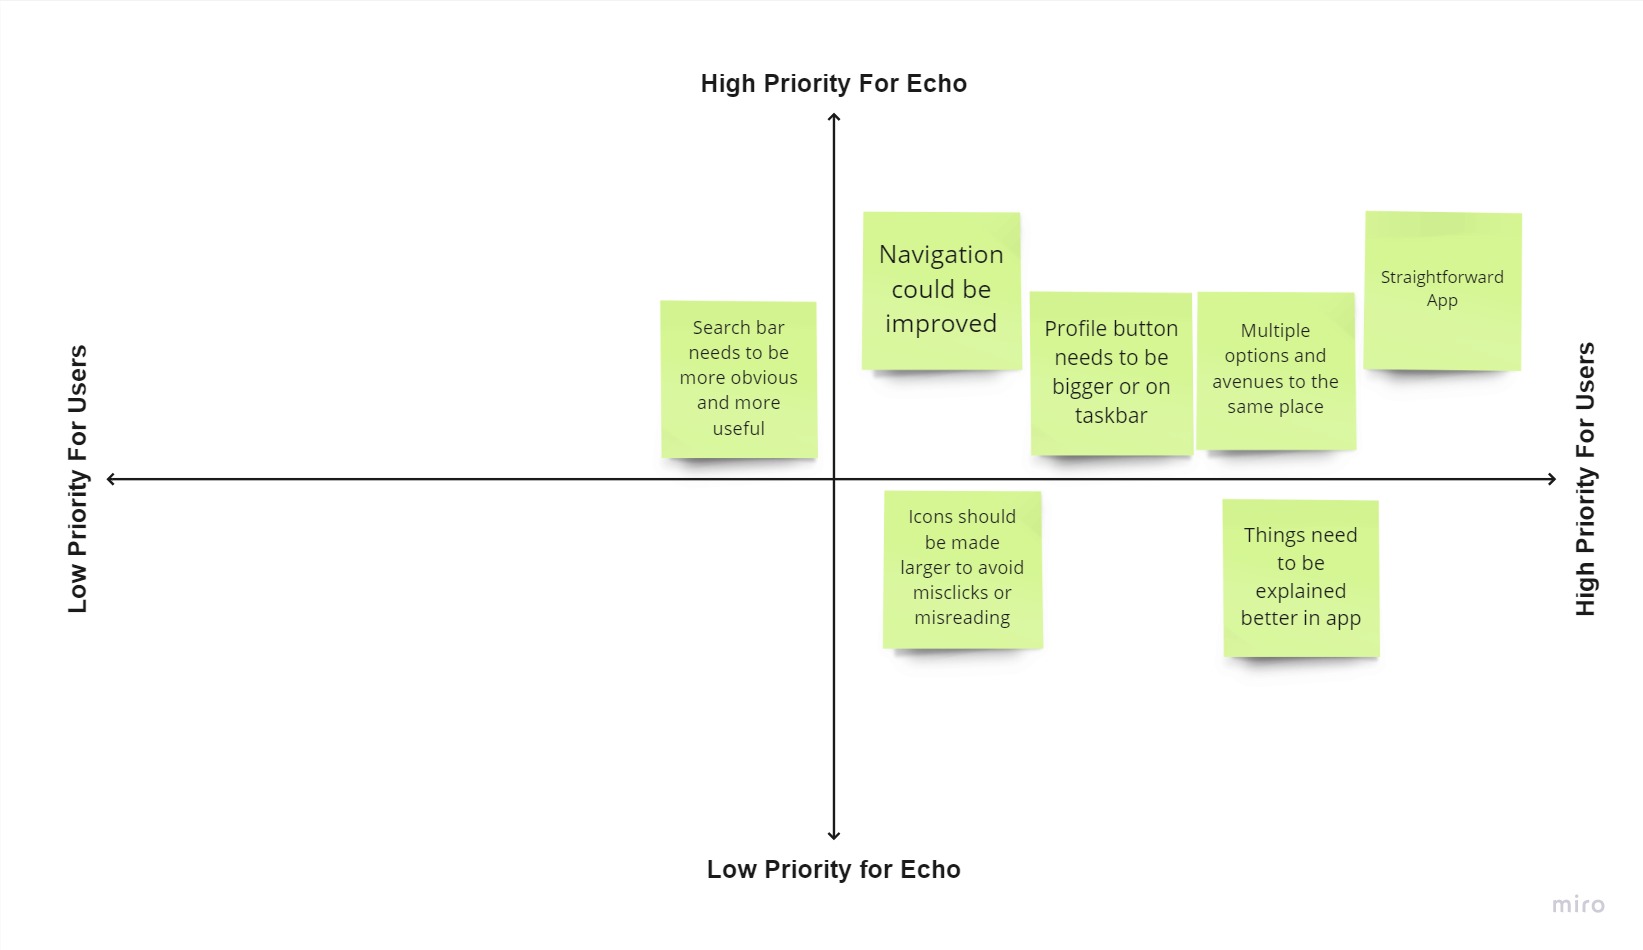 High Priority For Echo
Navigation
could be
improved
Straightforward
App
Search bar
needs to be
more obvious
and more
useful
Profile button
needs to be
bigger or on
taskbar
Multiple
options and
avenues to the
same place
Low Priority For Users
High Priority For Users
Icons should
be made
larger to avoid
misclicks or
misreading
Things need
to be
explained
better in app
Low Priority for Echo
miro